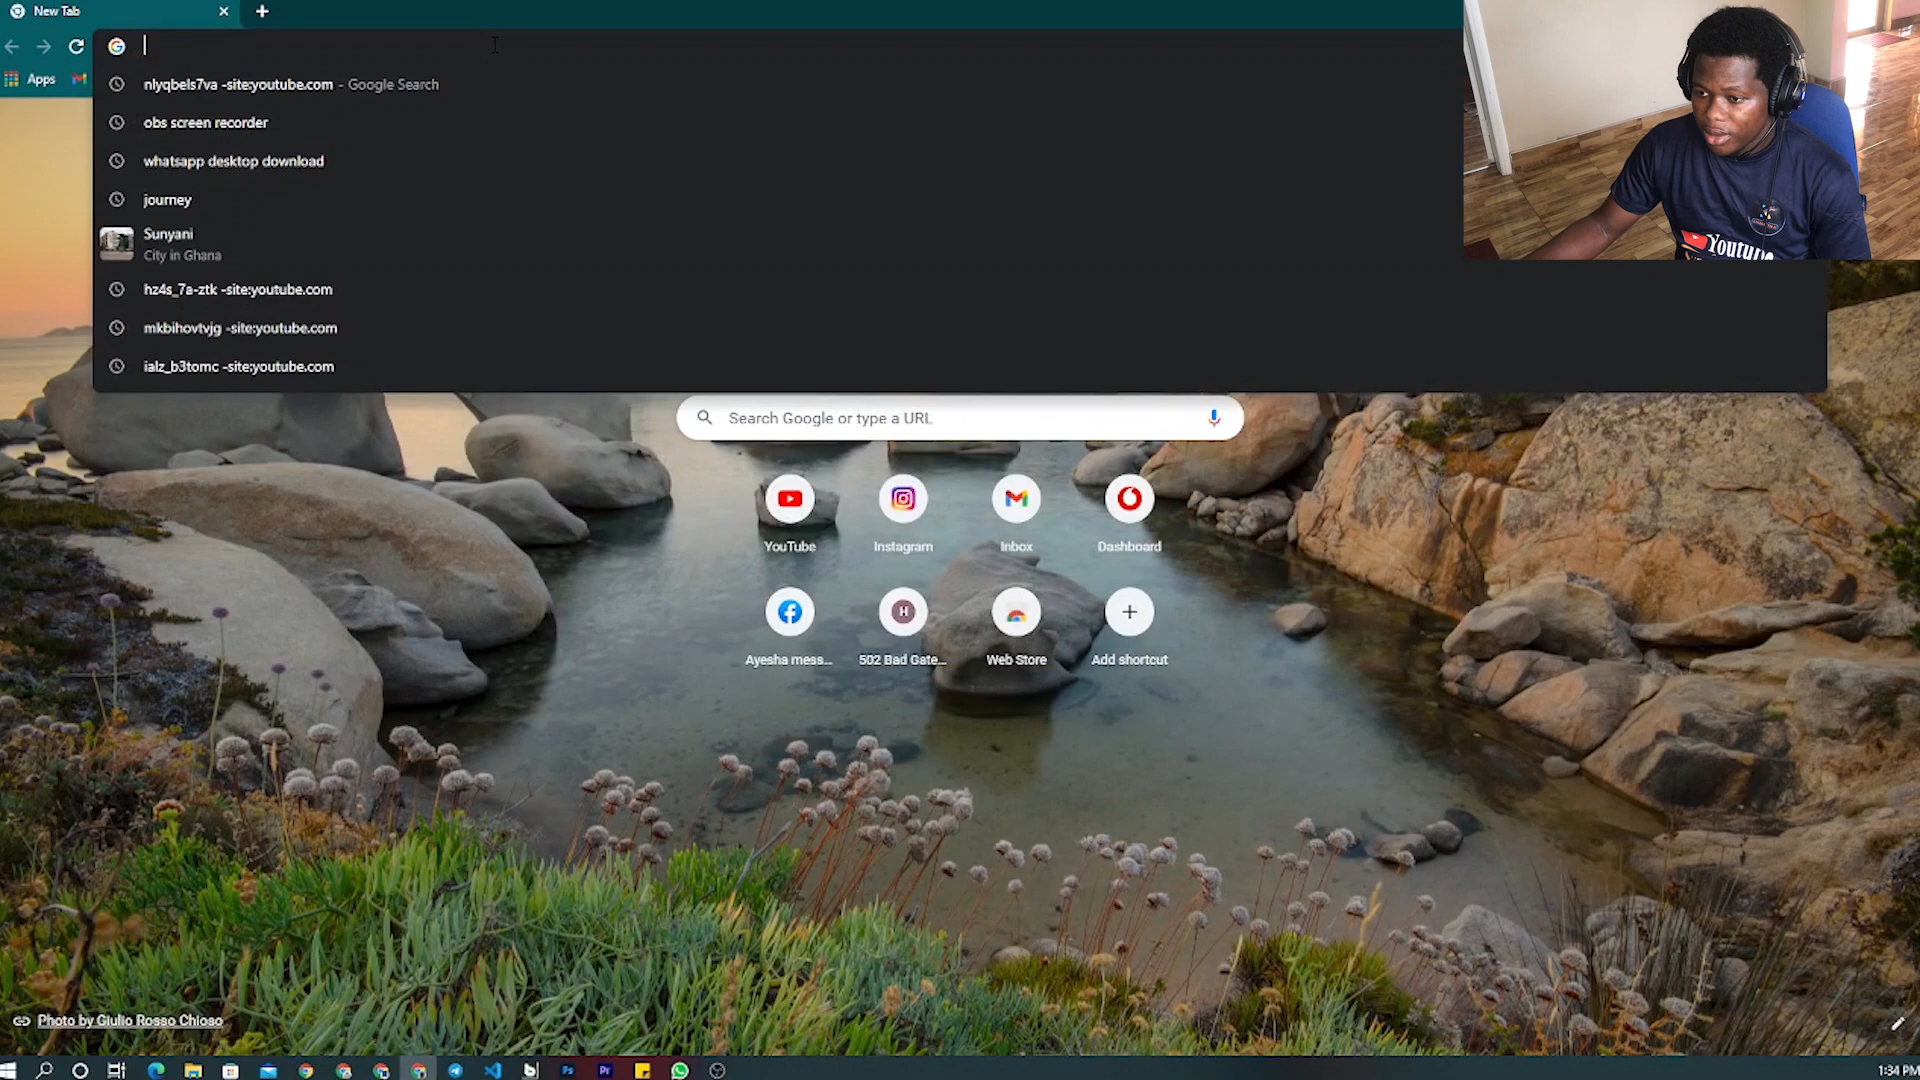 New Tab
Apps
nlyqbels7va -site:youtube.com - Google Search
obs screen recorder
whatsapp desktop download
journey
Sunyani
City in Ghana
hz4s_7a-ztk -site:youtube.com
mkbihovtvjg -site:youtube.com
ialz_b3tomc -site:youtube.com
Youtube
Search Google or type a URL
YouTube
Instagram
Inbox
Dashboard
H
Ayesha mess...
502 Bad Gate...
Web Store
Add shortcut
Photo by Giulio Rosso Chioso
Ps
Pr
1:34 PM